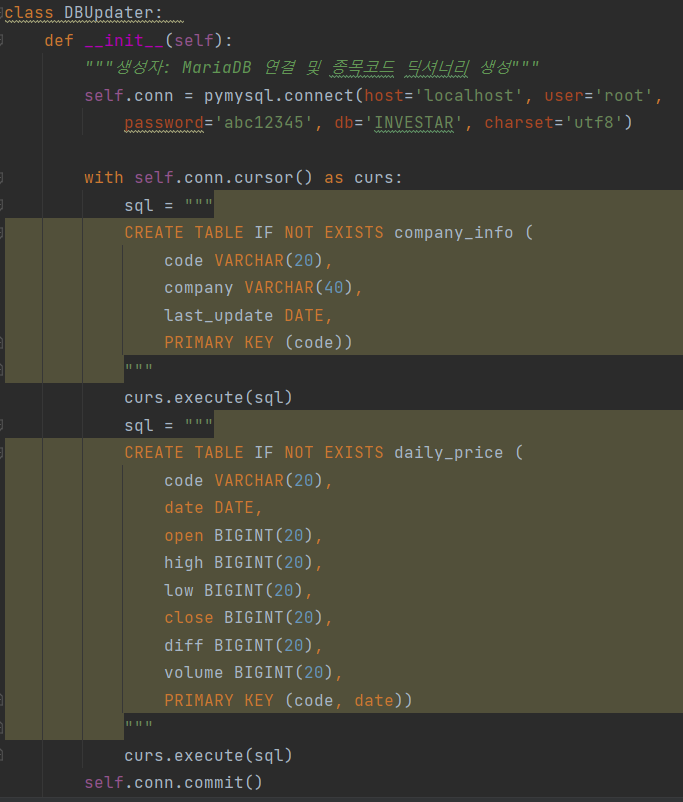 class DBUpdater:
    def __init__(self):
        """생성자: MariaDB 연결 및 종목코드 딕셔너리 생성"""
        self.conn = pymysql.connect(host='localhost', user='root',
            password='abc12345', db='INVESTAR', charset='utf8')

        with self.conn.cursor() as curs:
            sql = """
            CREATE TABLE IF NOT EXISTS company_info (
                code VARCHAR(20),
                company VARCHAR(40),
                last_update DATE,
                PRIMARY KEY (code))
            """
            curs.execute(sql)
            sql = """
            CREATE TABLE IF NOT EXISTS daily_price (
                code VARCHAR(20),
                date DATE,
                open BIGINT(20),
                high BIGINT(20),
                low BIGINT(20),
                close BIGINT(20),
                diff BIGINT(20),
                volume BIGINT(20),
                PRIMARY KEY (code, date))
            """
            curs.execute(sql)
        self.conn.commit()